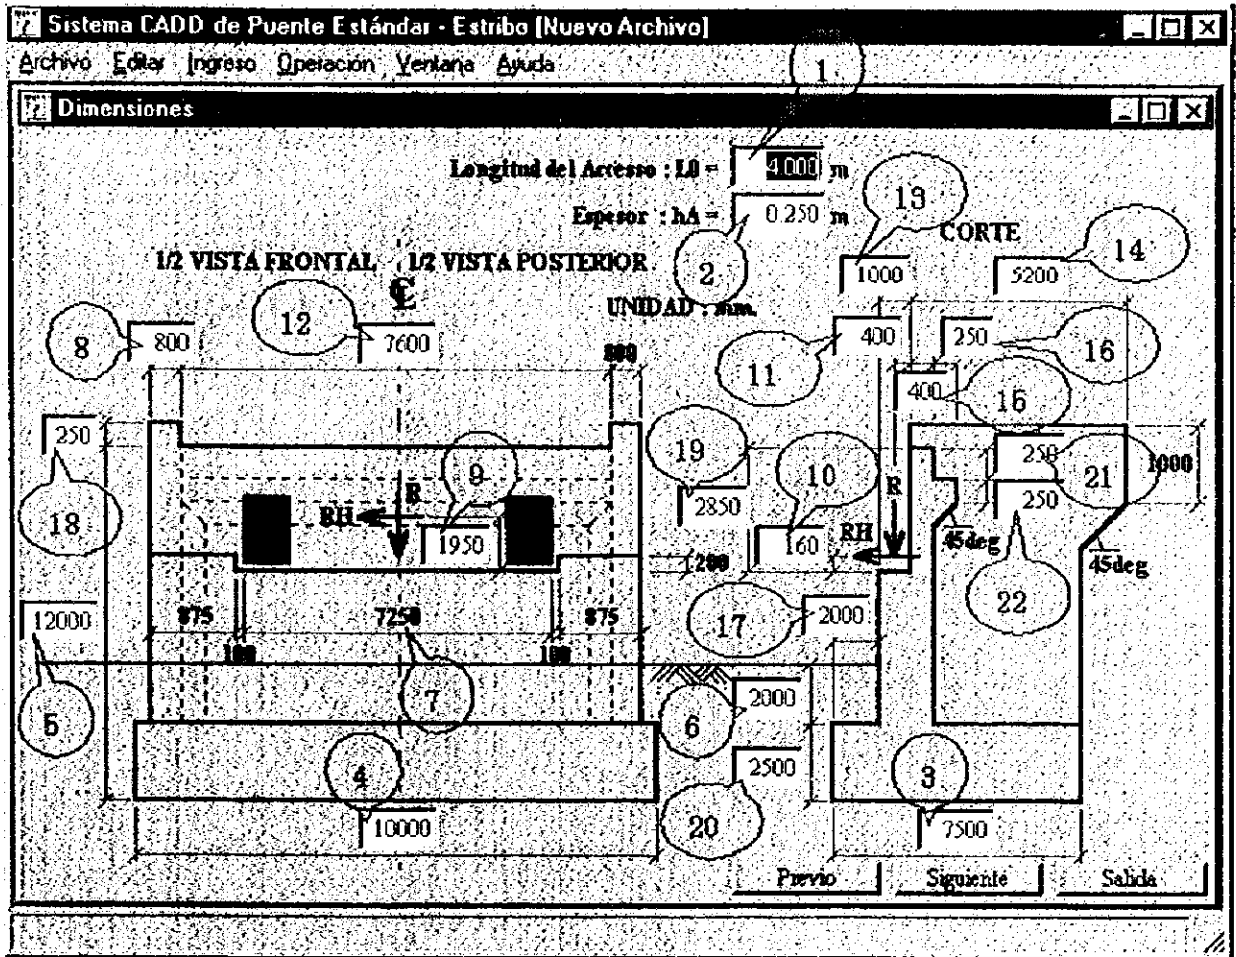 Sistema CADD de Puente Estándar - Estribo [Nuevo Archivo]
Archivo Editar Ingreso Operación Ventana Ayuda
1
Dimensiones
Longitud del Accesso : L0 = 4.000 m
13
Espesor : hA = 0.250 m
CORTE
14
1/2 VISTA FRONTAL 1/2 VISTA POSTERIOR
2
1000
5200
UNIDAD : mm.
12
8
800
7600
800
11
400
250
16
400
15
250
9
19
10
250
21
1000
18
R
RH
2850
R
250
1950
160
RH
45deg
45deg
200
12000
875
7250
875
17
2000
22
100
100
5
7
6
2000
4
2500
3
10000
20
7500
Previo
Siguiente
Salida